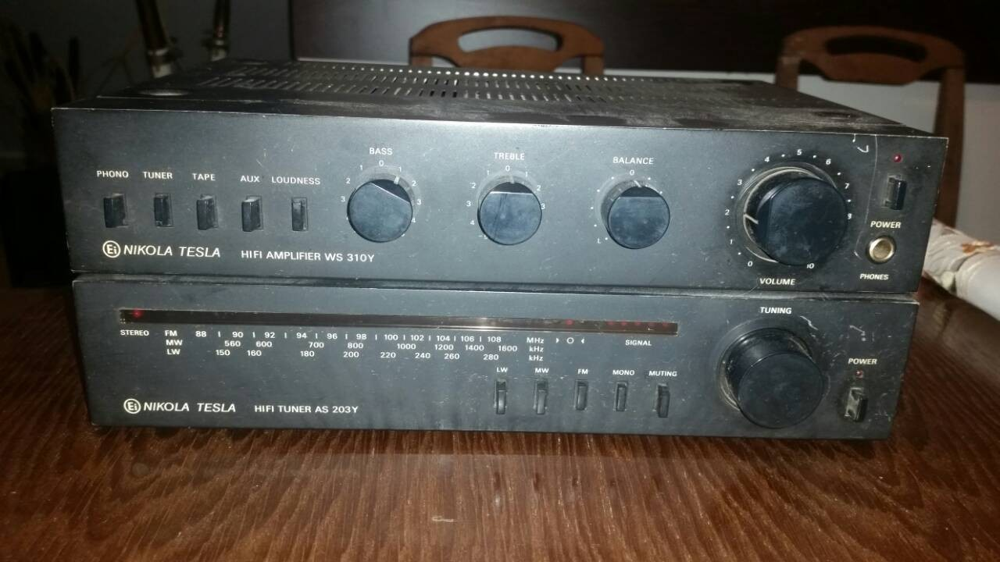 PHONO TUNER TAPE AUX LOUDNESS
BASS
1 0 1
2 2
3 3
4
TREBLE
1 0 1
2 2
3 3
4
BALANCE
0
L
0 1 2 3 4 5 6 7 8 10
VOLUME
POWER
PHONES
Ei NIKOLA TESLA HIFI AMPLIFIER WS 310Y
STEREO FM 88 90 92 94 96 98 100 102 104 106 108 MHz
MW 560 600 700 800 1000 1200 1400 1600 kHz
LW 150 160 180 200 220 240 260 280 kHz
SIGNAL
LW MW FM MONO MUTING
TUNING
POWER
Ei NIKOLA TESLA HIFI TUNER AS 203Y